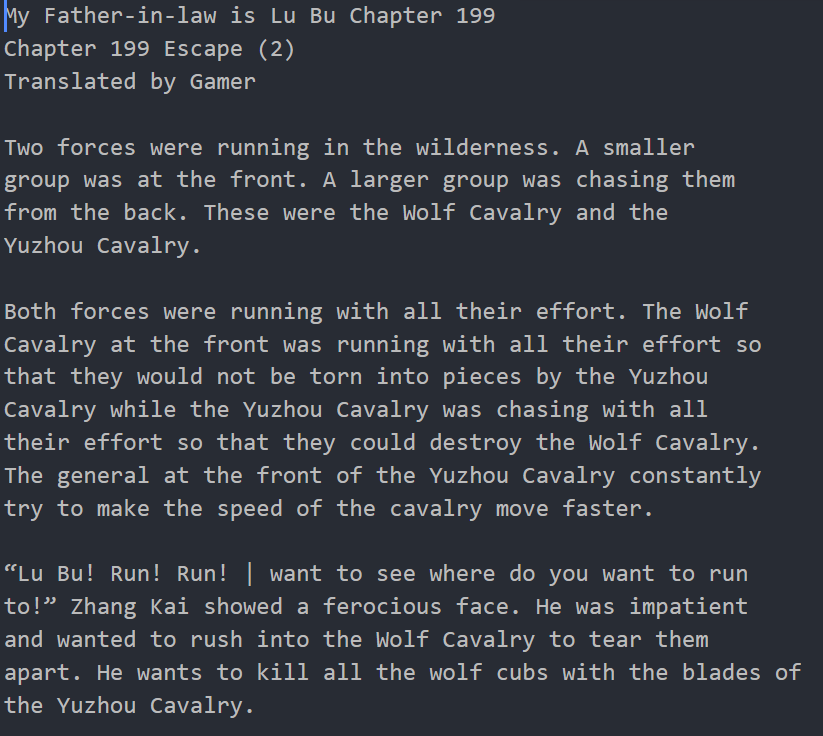 My Father-in-law is Lu Bu Chapter 199
Chapter 199 Escape (2)
Translated by Gamer
Two forces were running in the wilderness. A smaller
group was at the front. A larger group was chasing them
from the back. These were the Wolf Cavalry and the
Yuzhou Cavalry.
Both forces were running with all their effort. The Wolf
Cavalry at the front was running with all their effort so
that they would not be torn into pieces by the Yuzhou
Cavalry while the Yuzhou Cavalry was chasing with all
their effort so that they could destroy the Wolf Cavalry.
The general at the front of the Yuzhou Cavalry constantly
try to make the speed of the cavalry move faster.
“Lu Bu! Run! Run! | want to see where do you want to run
to!” Zhang Kai showed a ferocious face. He was impatient
and wanted to rush into the Wolf Cavalry to tear them
apart. He wants to kill all the wolf cubs with the blades of
the Yuzhou Cavalry.